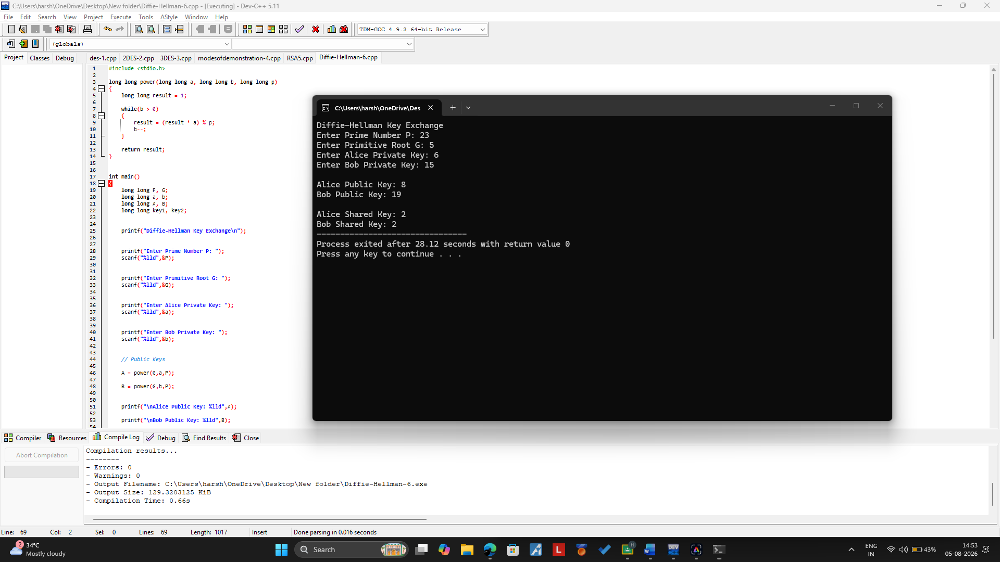 C:\Users\harsh\OneDrive\Desktop\New folder\Diffie-Hellman-6.cpp - [Executing] - Dev-C++ 5.11
File Edit Search View Project Execute Tools AStyle Window Help
TDM-GCC 4.9.2 64-bit Release
(globals)
Project Classes Debug
des-1.cpp 2DES-2.cpp 3DES-3.cpp modesofdemonstration-4.cpp RSA5.cpp Diffie-Hellman-6.cpp
1 #include <stdio.h>
2
3 long long power(long long a, long long b, long long p)
4 {
5 long long result = 1;
6
7 while(b > 0)
8 {
9 result = (result * a) % p;
10 b--;
11 }
12
13 return result;
14 }
15
16
17 int main()
18 {
19 long long P, G;
20 long long a, b;
21 long long A, B;
22 long long key1, key2;
23
24
25 printf("Diffie-Hellman Key Exchange\n");
26
27
28 printf("Enter Prime Number P: ");
29 scanf("%lld",&P);
30
31
32 printf("Enter Primitive Root G: ");
33 scanf("%lld",&G);
34
35
36 printf("Enter Alice Private Key: ");
37 scanf("%lld",&a);
38
39
40 printf("Enter Bob Private Key: ");
41 scanf("%lld",&b);
42
43
44 // Public Keys
45
46 A = power(G,a,P);
47
48 B = power(G,b,P);
49
50
51 printf("\nAlice Public Key: %lld",A);
52
53 printf("\nBob Public Key: %lld",B);
54
C:\Users\harsh\OneDrive\Des
Diffie-Hellman Key Exchange
Enter Prime Number P: 23
Enter Primitive Root G: 5
Enter Alice Private Key: 6
Enter Bob Private Key: 15
Alice Public Key: 8
Bob Public Key: 19
Alice Shared Key: 2
Bob Shared Key: 2
--------------------------------
Process exited after 28.12 seconds with return value 0
Press any key to continue . . .
Compiler Resources Compile Log Debug Find Results Close
Abort Compilation
Compilation results...
--------
- Errors: 0
- Warnings: 0
- Output Filename: C:\Users\harsh\OneDrive\Desktop\New folder\Diffie-Hellman-6.exe
- Output Size: 129.3203125 KiB
- Compilation Time: 0.66s
Line: 69 Col: 2 Sel: 0 Lines: 69 Length: 1017 Insert Done parsing in 0.016 seconds
2
34°C
Mostly cloudy
Search
L
H
W
DEV
ENG
IN
43%
14:53
05-08-2026